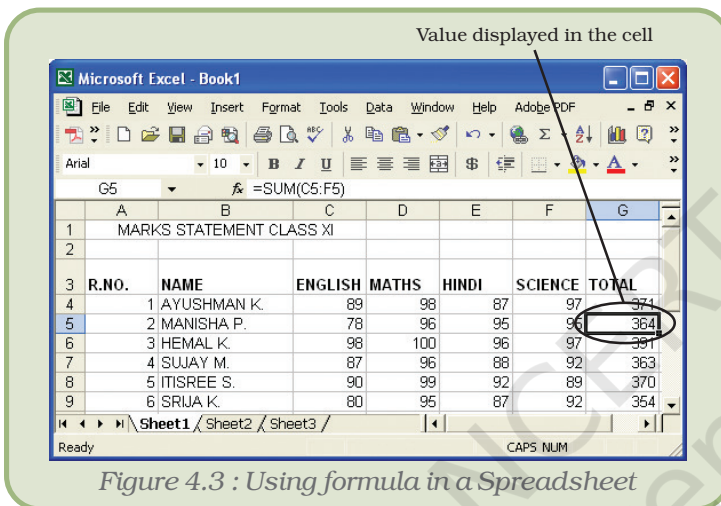 Value displayed in the cell
Microsoft Excel - Book1
File Edit View Insert Format Tools Data Window Help Adobe PDF
Arial 10 B I U $ A
G5 fx =SUM(C5:F5)
A B C D E F G
1 MARKS STATEMENT CLASS XI
2
3 R.NO. NAME ENGLISH MATHS HINDI SCIENCE TOTAL
4 1 AYUSHMAN K. 89 98 87 97 371
5 2 MANISHA P. 78 96 95 95 364
6 3 HEMAL K. 98 100 96 97 391
7 4 SUJAY M. 87 96 88 92 363
8 5 ITISREE S. 90 99 92 89 370
9 6 SRIJA K. 80 95 87 92 354
Sheet1 / Sheet2 / Sheet3 /
Ready CAPS NUM
Figure 4.3 : Using formula in a Spreadsheet